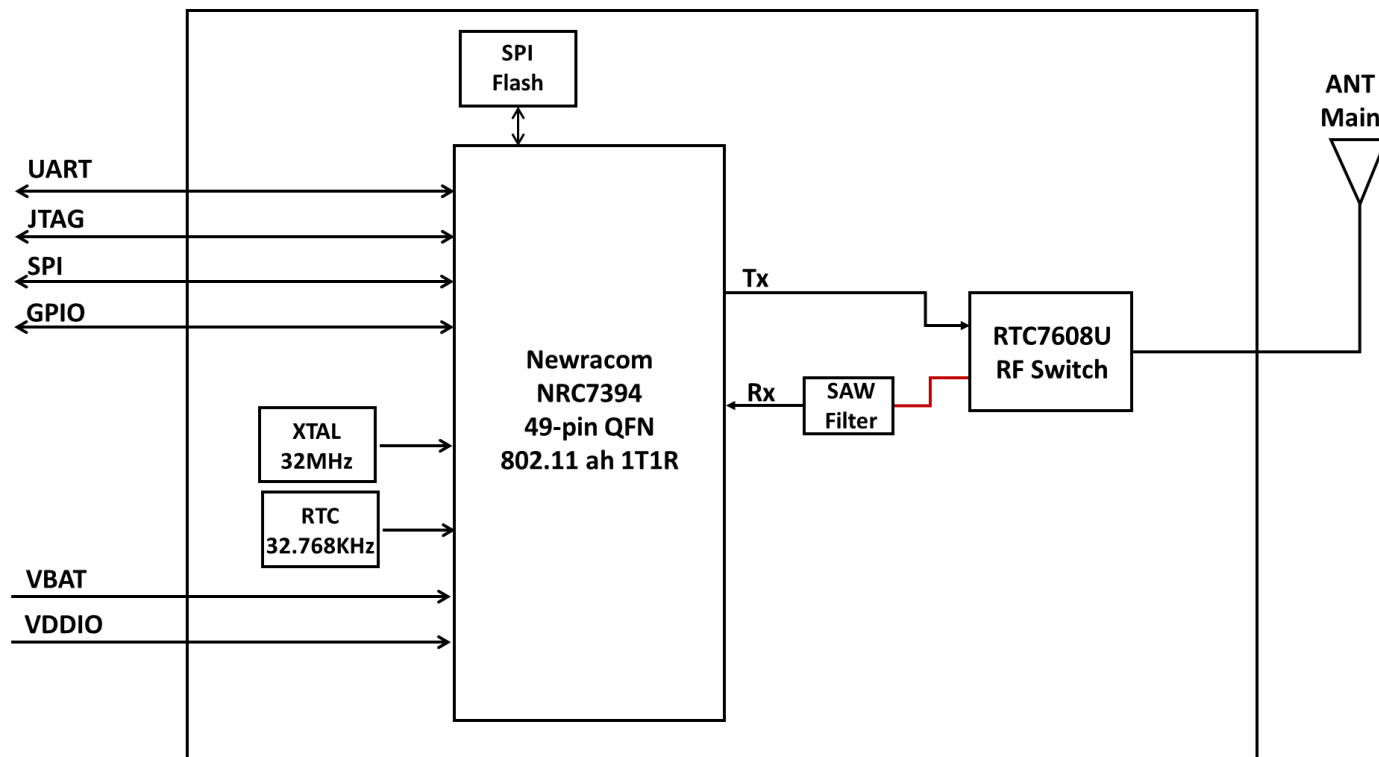 SPI
Flash
ANT
Main
UART
JTAG
SPI
GPIO
Tx
RTC7608U
RF Switch
Newracom
NRC7394
49-pin QFN
802.11 ah 1T1R
Rx
SAW
Filter
XTAL
32MHz
RTC
32.768KHz
VBAT
VDDIO